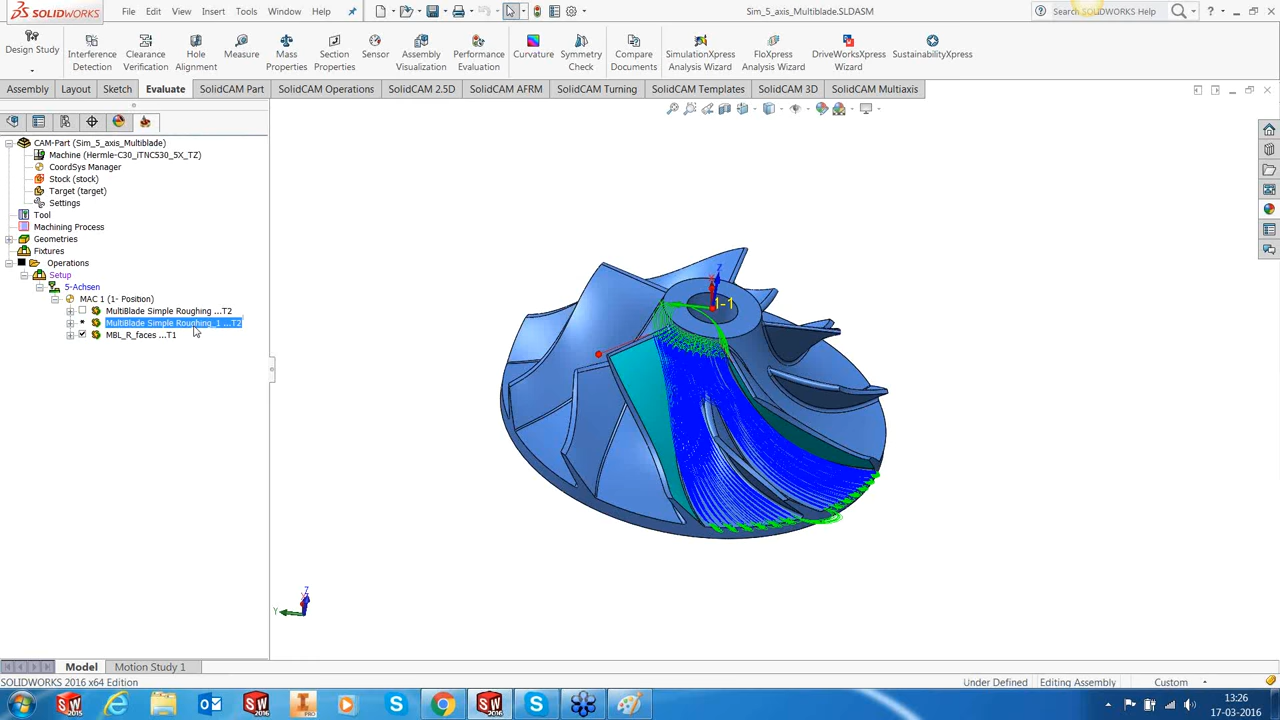 SOLIDWORKS File Edit View Insert Tools Window Help Sim_5_axis_Multiblade.SLDASM Search SOLIDWORKS Help ?
Design Study
Interference Detection
Clearance Verification
Hole Alignment
Measure
Mass Properties
Section Properties
Sensor
Assembly Visualization
Performance Evaluation
Curvature
Symmetry Check
Compare Documents
SimulationXpress Analysis Wizard
FloXpress Analysis Wizard
DriveWorksXpress Wizard
SustainabilityXpress
Assembly Layout Sketch Evaluate SolidCAM Part SolidCAM Operations SolidCAM 2.5D SolidCAM AFRM SolidCAM Turning SolidCAM Templates SolidCAM 3D SolidCAM Multiaxis
CAM-Part (Sim_5_axis_Multiblade)
Machine (Hermle-C30_iTNC530_5X_TZ)
CoordSys Manager
Stock (stock)
Target (target)
Settings
Tool
Machining Process
Geometries
Fixtures
Operations
Setup
5-Achsen
MAC 1 (1- Position)
MultiBlade Simple Roughing ...T2
MultiBlade Simple Roughing_1 ...T2
MBL_R_faces ...T1
Z
1-1
Z
Y
Model Motion Study 1
SOLIDWORKS 2016 x64 Edition Under Defined Editing Assembly Custom
13:26
17-03-2016